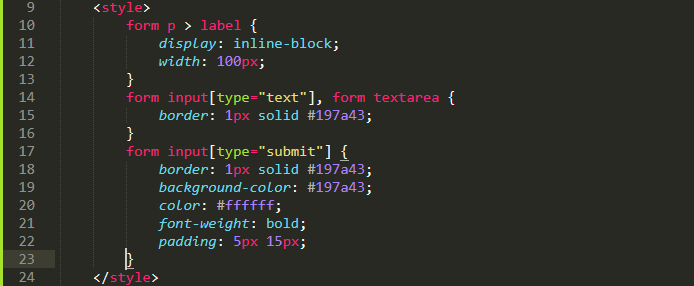 9 <style>
10 form p > label {
11 display: inline-block;
12 width: 100px;
13 }
14 form input[type="text"], form textarea {
15 border: 1px solid #197a43;
16 }
17 form input[type="submit"] {
18 border: 1px solid #197a43;
19 background-color: #197a43;
20 color: #ffffff;
21 font-weight: bold;
22 padding: 5px 15px;
23 }
24 </style>